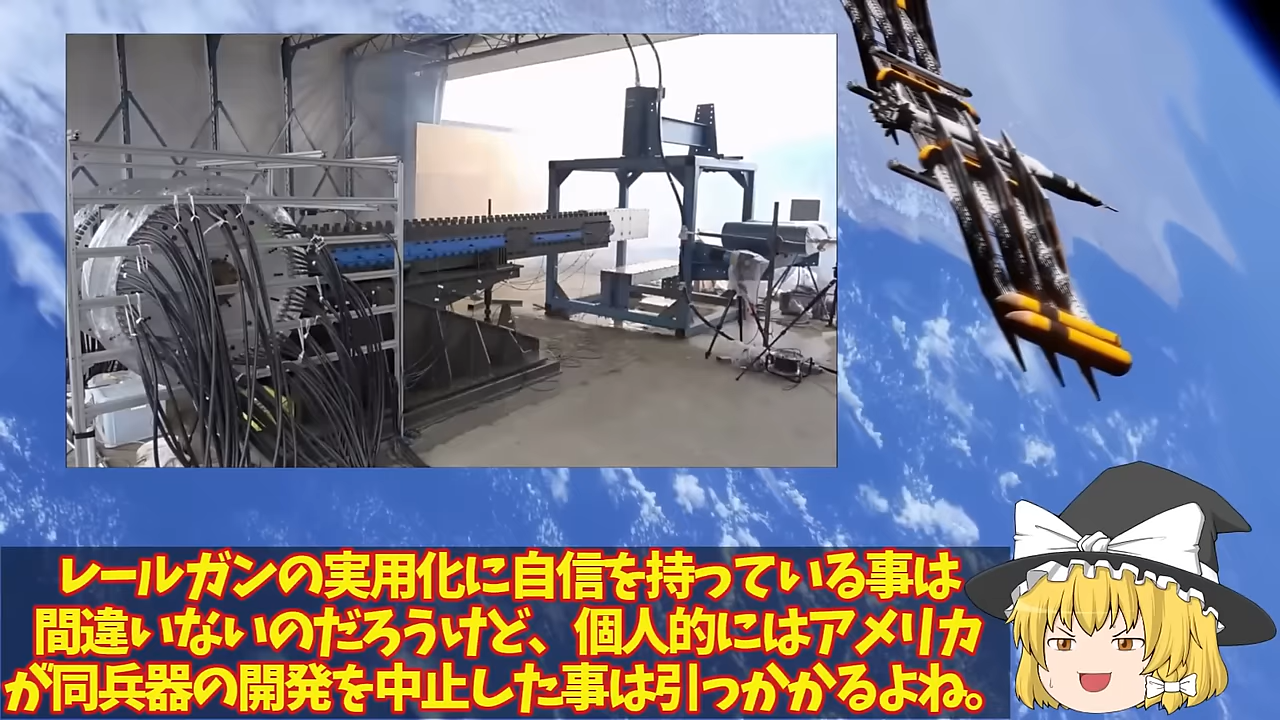 レールガンの実用化に自信を持っている事は
間違いないのだろうけど、個人的にはアメリカ
が同兵器の開発を中止した事は引っかかるよね。